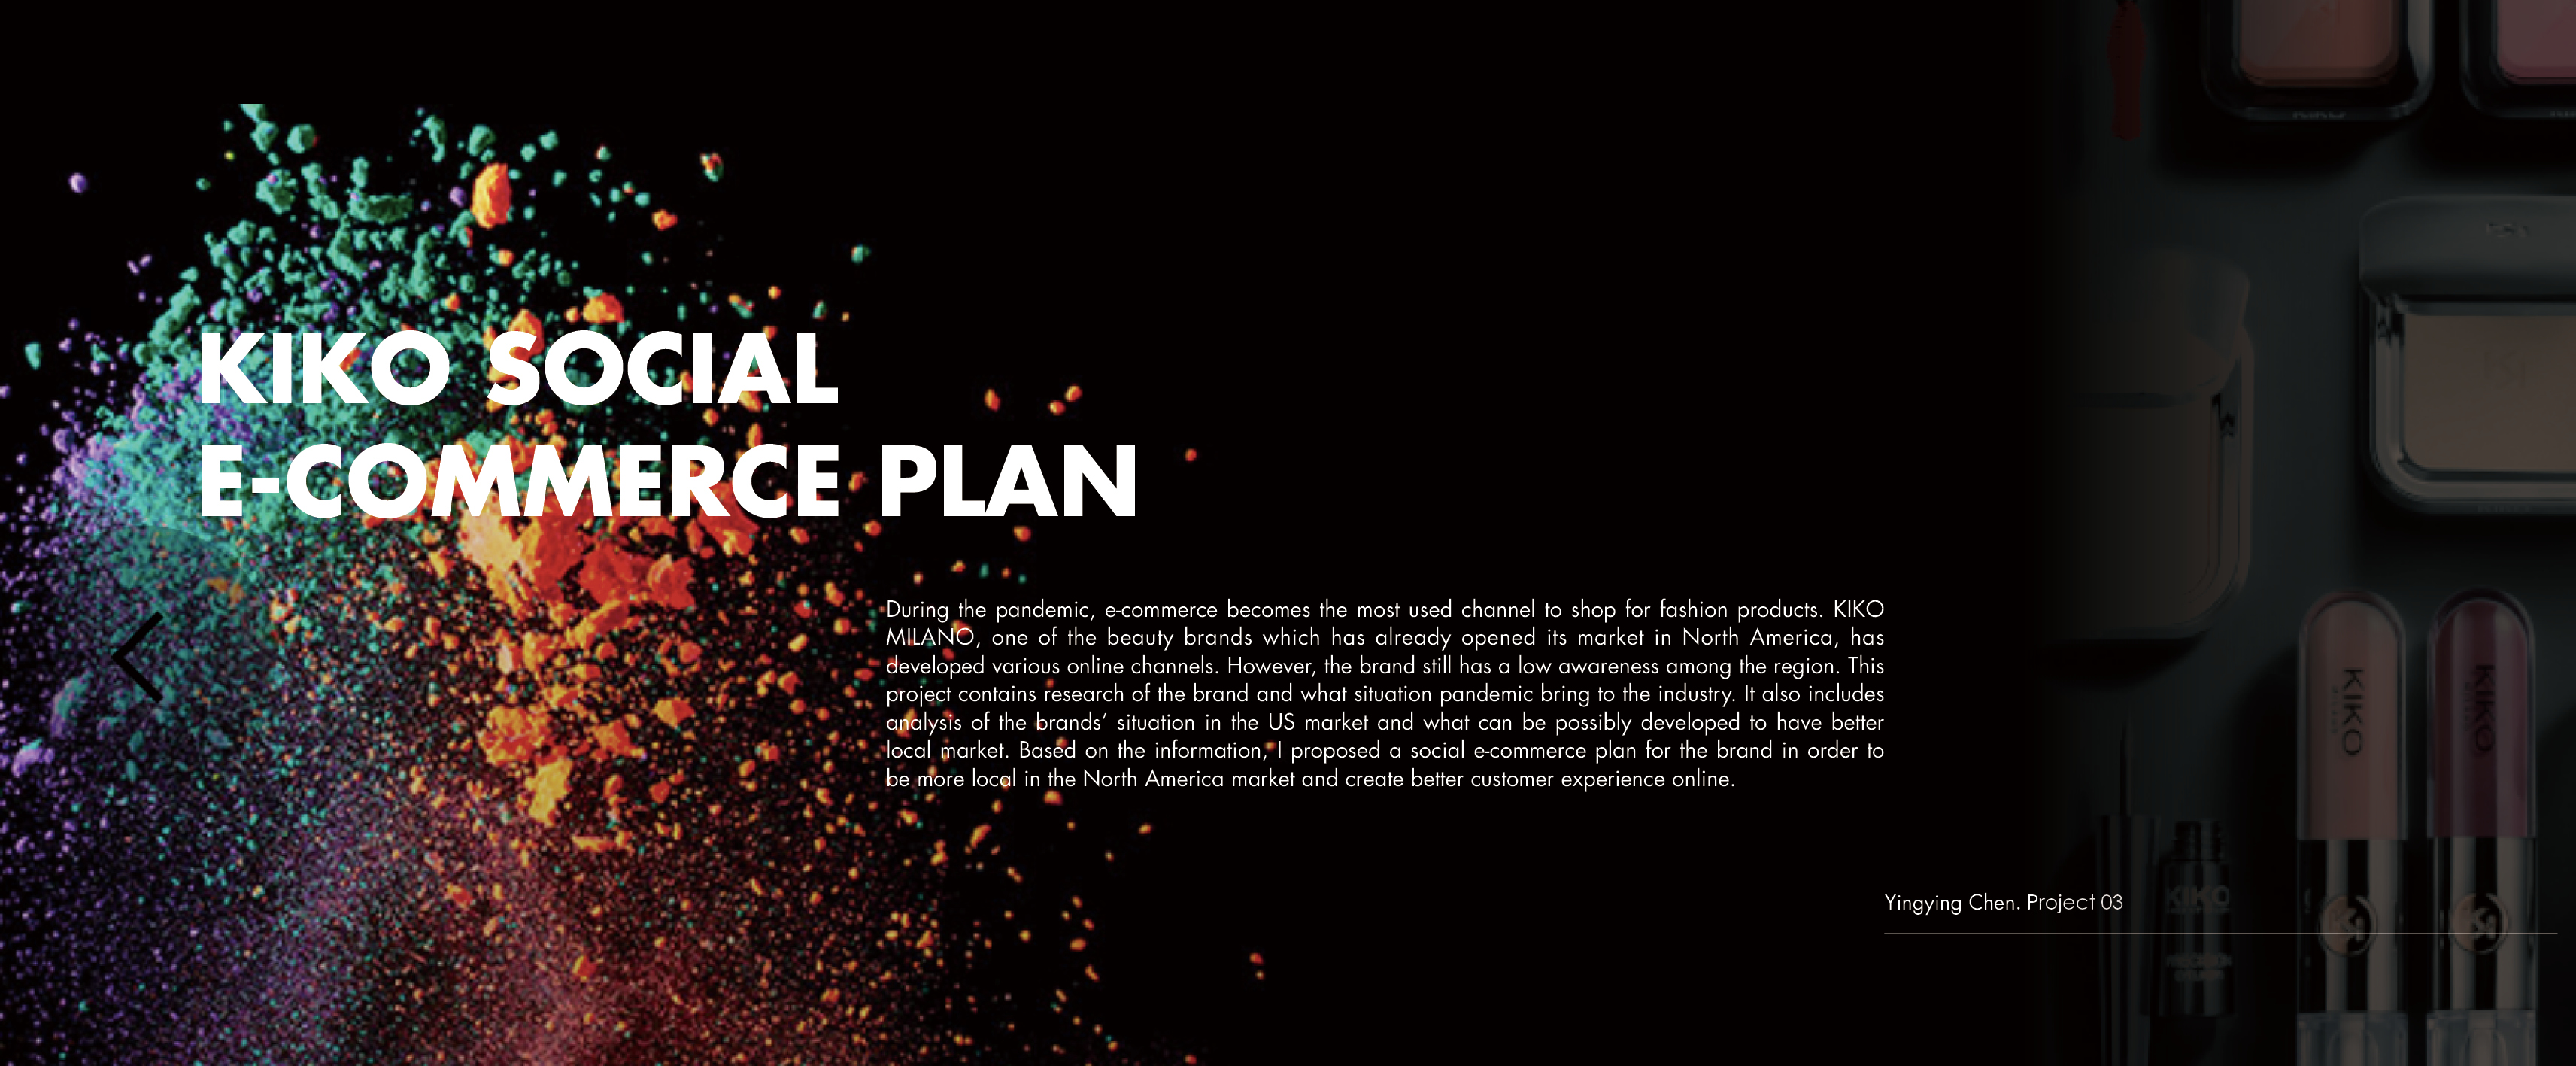 KIKO SOCIAL
E-COMMERCE PLAN
During the pandemic, e-commerce becomes the most used channel to shop for fashion products. KIKO
MILANO, one of the beauty brands which has already opened its market in North America, has
developed various online channels. However, the brand still has a low awareness among the region. This
project contains research of the brand and what situation pandemic bring to the industry. It also includes
analysis of the brands’ situation in the US market and what can be possibly developed to have better
local market. Based on the information, I proposed a social e-commerce plan for the brand in order to
be more local in the North America market and create better customer experience online.
Yingying Chen. Project 03
KIKO
KIKO
KIKO